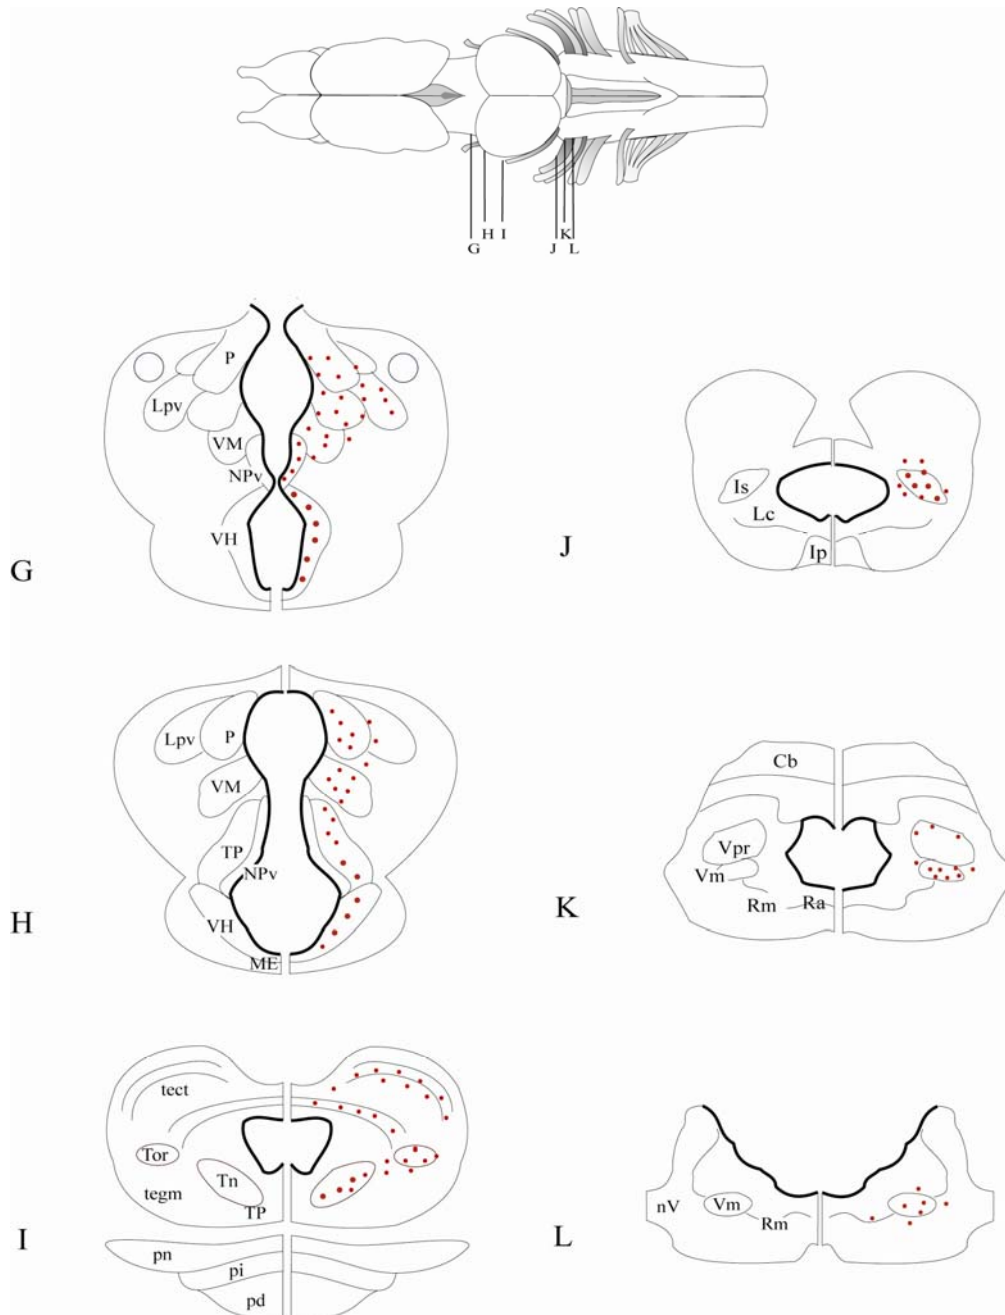 H I K
G J L
P
Lpv
VM
NPv
VH
G
Is
Lc
Ip
J
Lpv P
VM
TP
NPv
VH
ME
H
Cb
Vpr
Vm
Rm Ra
K
tect
Tor
Tn
tegm
TP
pn
pi
pd
I
nV Vm
Rm
L